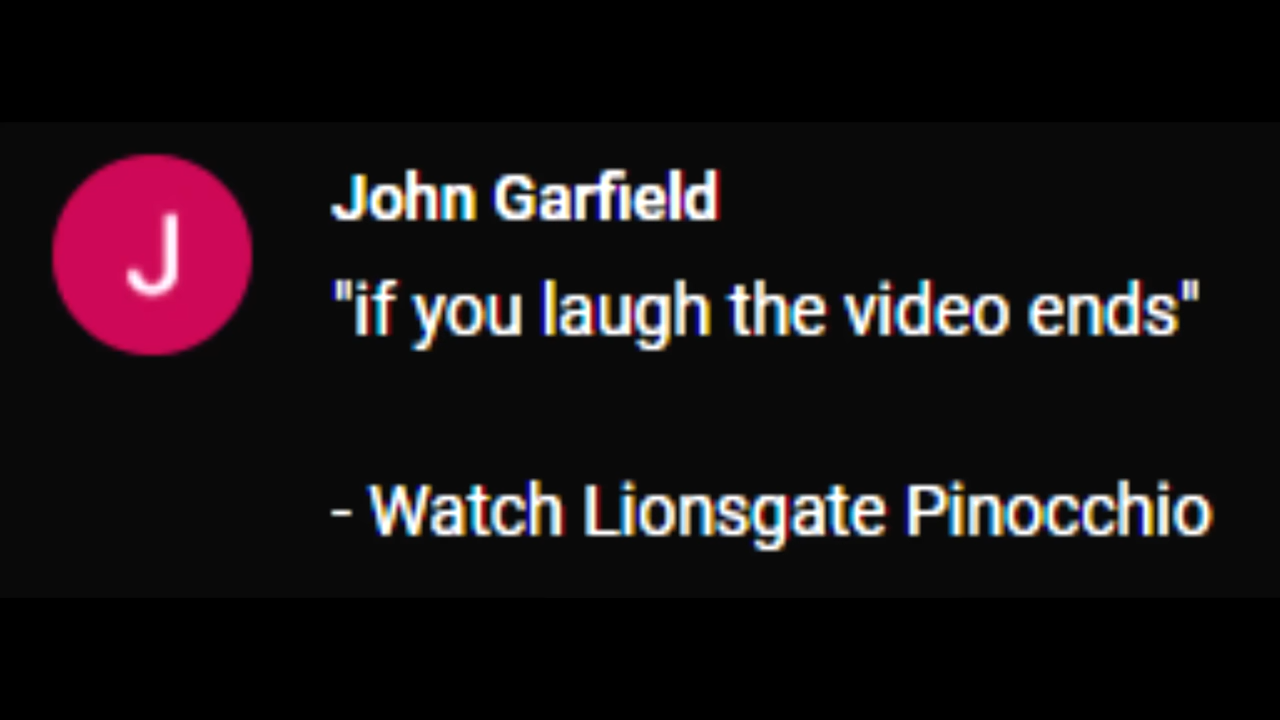 J
John Garfield
"if you laugh the video ends"
- Watch Lionsgate Pinocchio